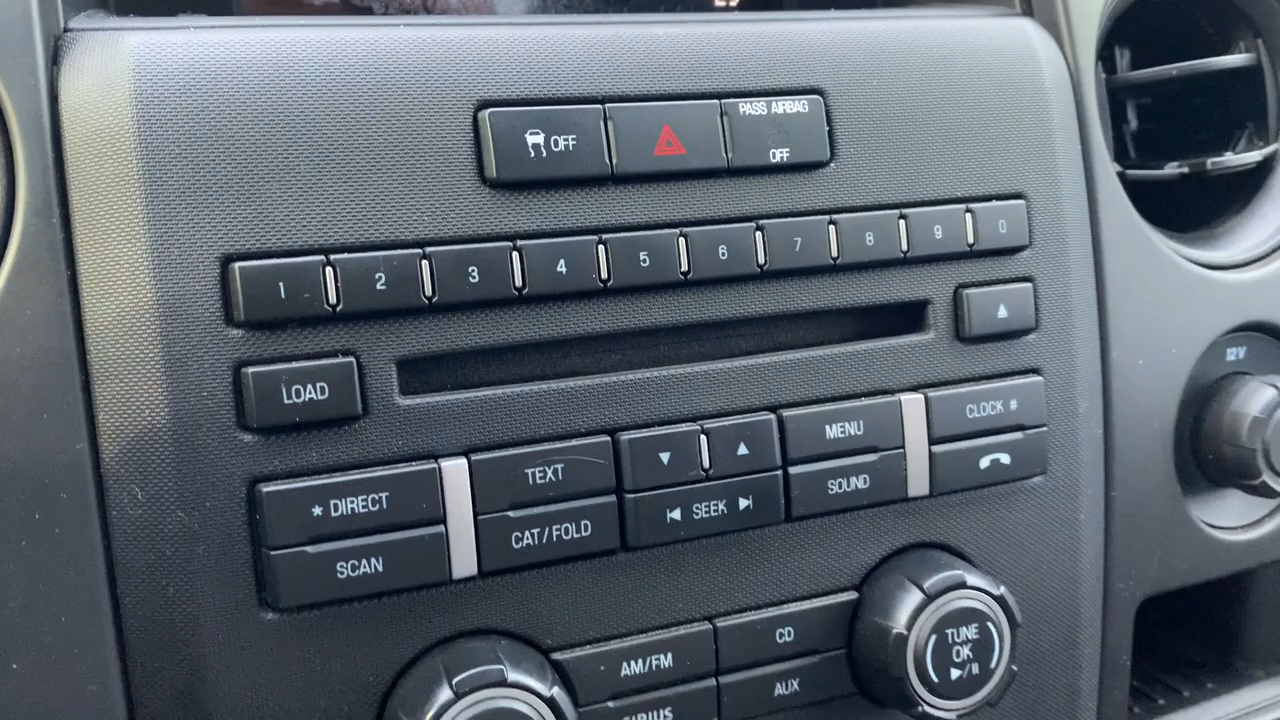 OFF
PASS AIRBAG
OFF
1 2 3 4 5 6 7 8 9 0
12V
LOAD
CLOCK #
MENU
TEXT
* DIRECT
SEEK
SOUND
CAT/FOLD
SCAN
TUNE
OK
CD
AM/FM
AUX
SIRIUS